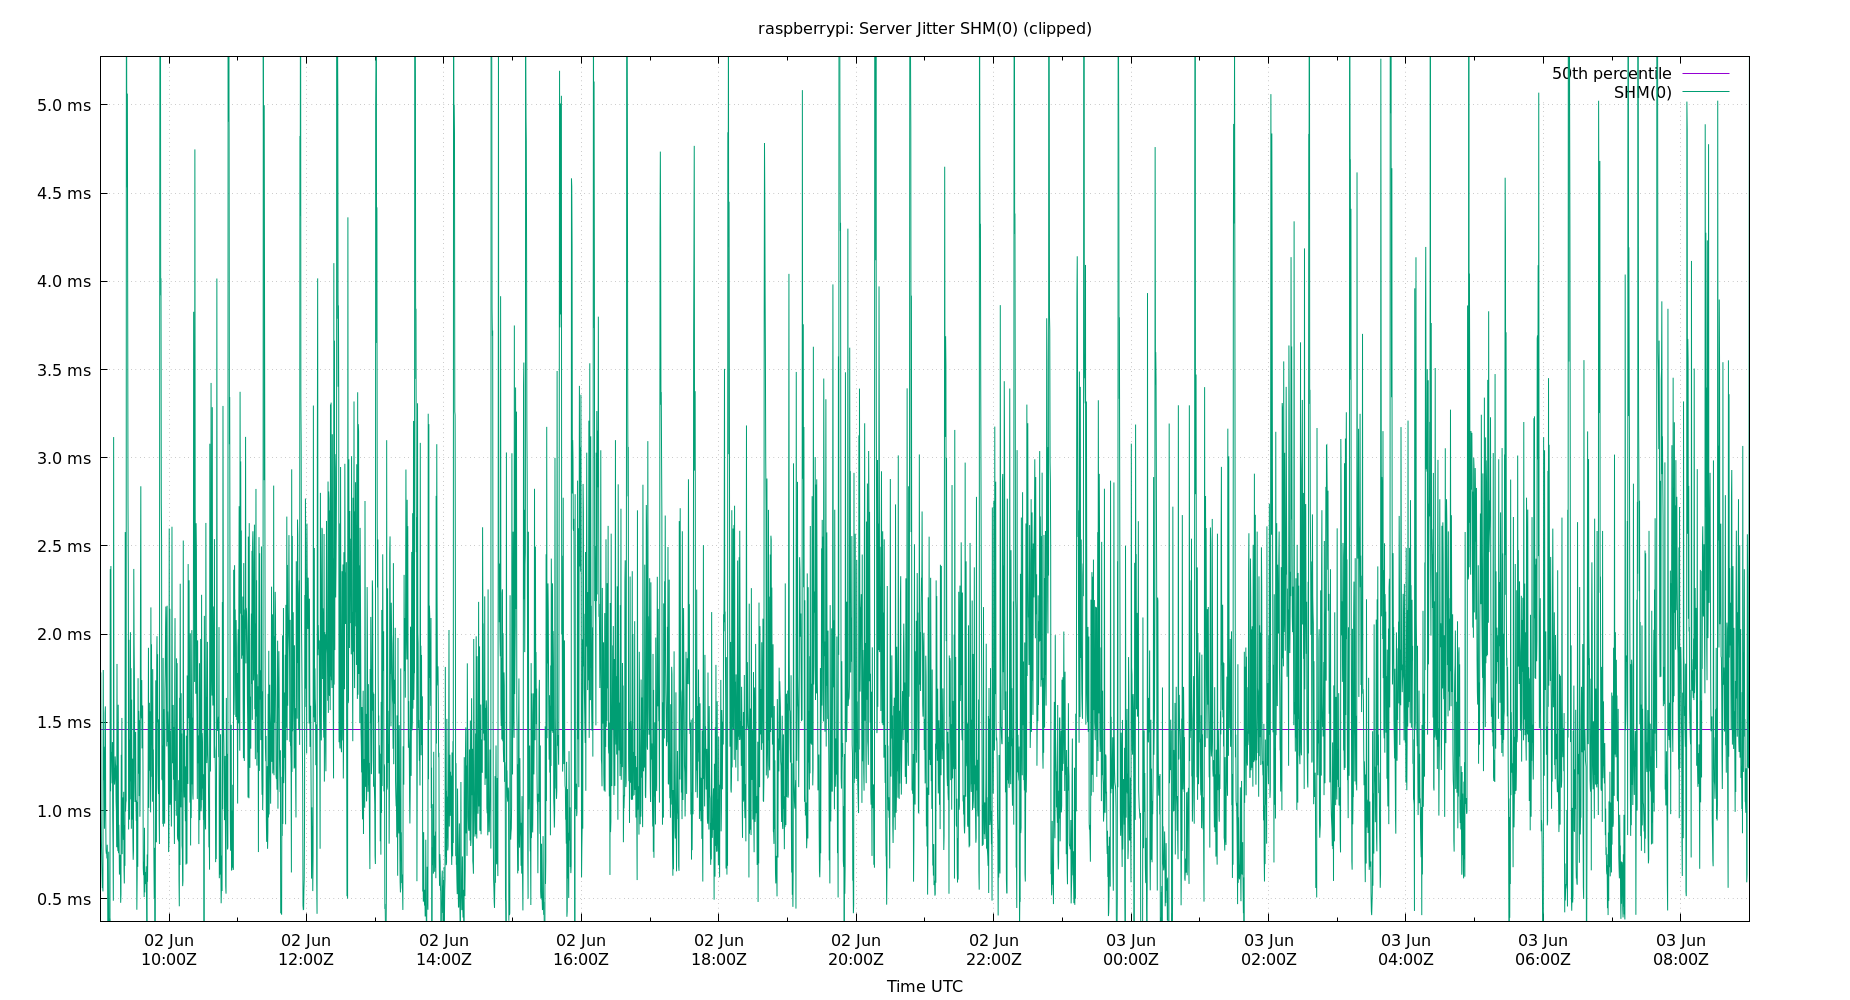 raspberrypi: Server Jitter SHM(0) (clipped)
50th percentile
SHM(0)
5.0 ms
4.5 ms
4.0 ms
3.5 ms
3.0 ms
2.5 ms
2.0 ms
1.5 ms
1.0 ms
0.5 ms
02 Jun 02 Jun 02 Jun 02 Jun 02 Jun 02 Jun 02 Jun 03 Jun 03 Jun 03 Jun 03 Jun 03 Jun
10:00Z 12:00Z 14:00Z 16:00Z 18:00Z 20:00Z 22:00Z 00:00Z 02:00Z 04:00Z 06:00Z 08:00Z
Time UTC